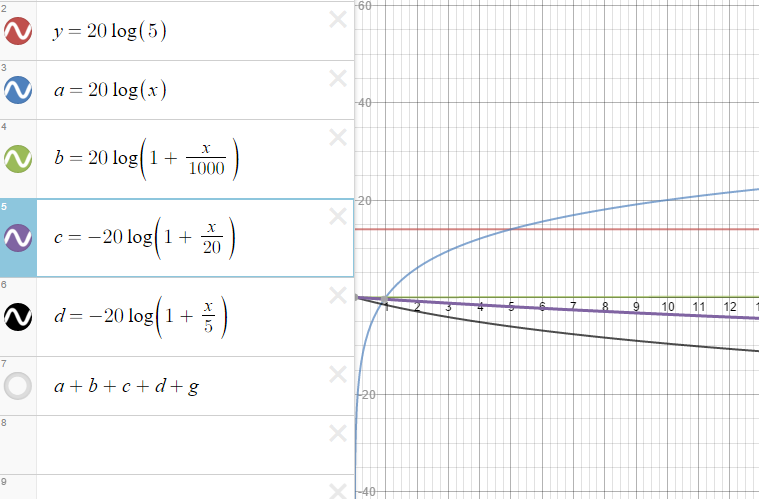 2
y = 20 log(5)
3
a = 20 log(x)
4
b = 20 log(1 + x/1000)
5
c = −20 log(1 + x/20)
6
d = −20 log(1 + x/5)
7
a + b + c + d + g
8
9
60
40
20
1 2 3 4 5 6 7 8 9 10 11 12 1
-20
-40